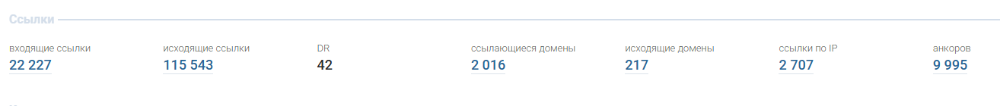 Ссылки
входящие ссылки исходящие ссылки DR ссылающиеся домены исходящие домены ссылки по IP анкоров
22 227 115 543 42 2 016 217 2 707 9 995